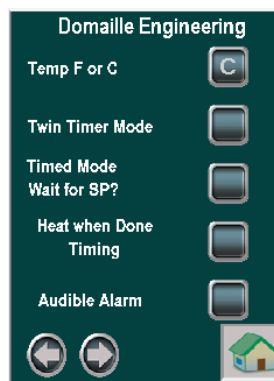 Domaille Engineering
Temp F or C
C
Twin Timer Mode
Timed Mode
Wait for SP?
Heat when Done
Timing
Audible Alarm